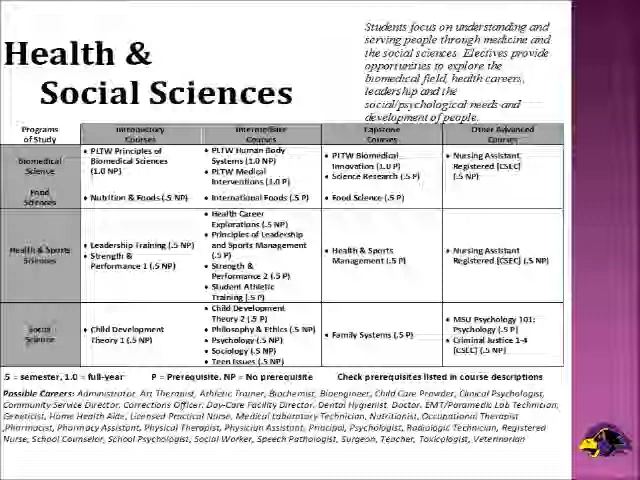 Health &
Social Sciences
Students focus on understanding and
serving people through medicine and
the social sciences. Electives provide
opportunities to explore the
biomedical field, health careers,
leadership and the
social/psychological needs and
development of people.
Programs
of Study
Introductory
Courses
Intermediate
Courses
Capstone
Courses
Other Advanced
Courses
Biomedical
Science
Food
Sciences
• PLTW Principles of
Biomedical Sciences
(1.0 NP)
• Nutrition & Foods (.5 NP)
• PLTW Human Body
Systems (1.0 NP)
• PLTW Medical
Interventions (1.0 P)
• International Foods (.5 P)
• PLTW Biomedical
Innovation (1.0 P)
• Science Research (.5 P)
• Food Science (.5 P)
• Nursing Assistant,
Registered [CSEC]
(.5 NP)
Health & Sports
Sciences
• Leadership Training (.5 NP)
• Strength &
Performance 1 (.5 NP)
• Health Career
Explorations (.5 NP)
• Principles of Leadership
and Sports Management
(.5 P)
• Strength &
Performance 2 (.5 P)
• Student Athletic
Training (.5 P)
• Health & Sports
Management (.5 P)
• Nursing Assistant
Registered [CSEC] (.5 NP)
Social
Science
• Child Development
Theory 1 (.5 NP)
• Child Development
Theory 2 (.5 P)
• Philosophy & Ethics (.5 NP)
• Psychology (.5 NP)
• Sociology (.5 NP)
• Teen Issues (.5 NP)
• Family Systems (.5 P)
• MSU Psychology 101:
Psychology (.5 P)
• Criminal Justice 1-4
[CSEC] (.5 NP)
.5 = semester, 1.0 = full-year P = Prerequisite, NP = No prerequisite Check prerequisites listed in course descriptions
Possible Careers: Administrator, Art Therapist, Athletic Trainer, Biochemist, Bioengineer, Child Care Provider, Clinical Psychologist,
Community Service Director, Corrections Officer, Day-Care Facility Director, Dental Hygienist, Doctor, EMT/Paramedic Lab Technician,
Geneticist, Home Health Aide, Licensed Practical Nurse, Medical Laboratory Technician, Nutritionist, Occupational Therapist
,Pharmacist, Pharmacy Assistant, Physical Therapist, Physician Assistant, Principal, Psychologist, Radiologic Technician, Registered
Nurse, School Counselor, School Psychologist, Social Worker, Speech Pathologist, Surgeon, Teacher, Toxicologist, Veterinarian